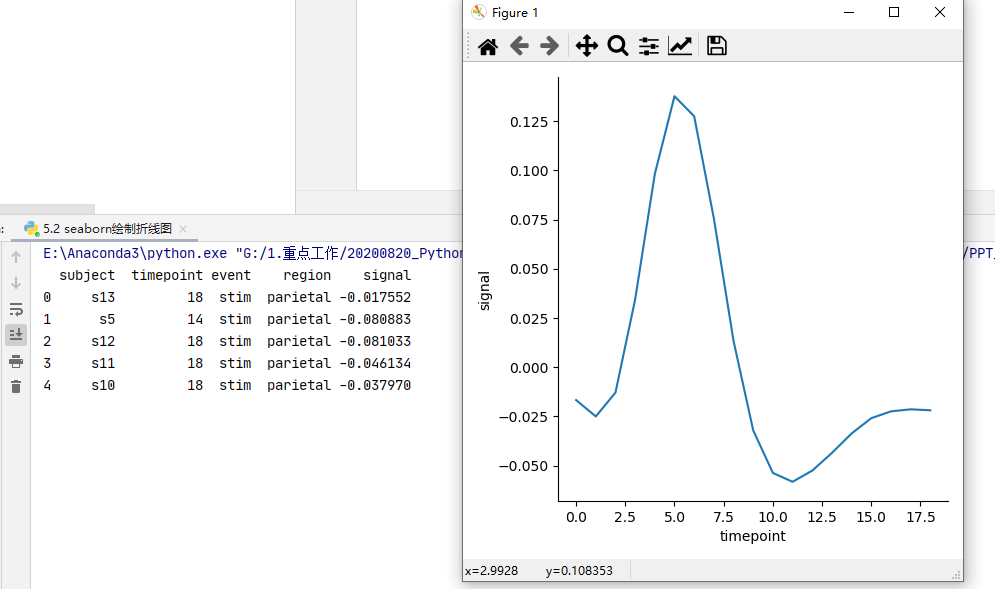 Figure 1
5.2 seaborn绘制折线图
E:\Anaconda3\python.exe "G:/1.重点工作/20200820_Python
/PPT_
subject timepoint event region signal
0 s13 18 stim parietal -0.017552
1 s5 14 stim parietal -0.080883
2 s12 18 stim parietal -0.081033
3 s11 18 stim parietal -0.046134
4 s10 18 stim parietal -0.037970
signal
0.125
0.100
0.075
0.050
0.025
0.000
−0.025
−0.050
0.0 2.5 5.0 7.5 10.0 12.5 15.0 17.5
timepoint
x=2.9928 y=0.108353